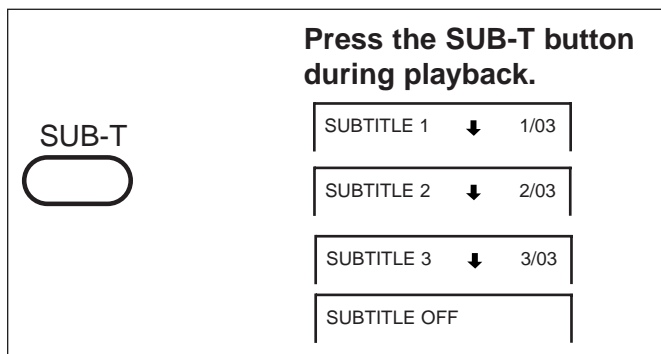 Press the SUB-T button
during playback.
SUB-T
SUBTITLE 1 ⬇ 1/03
SUBTITLE 2 ⬇ 2/03
SUBTITLE 3 ⬇ 3/03
SUBTITLE OFF